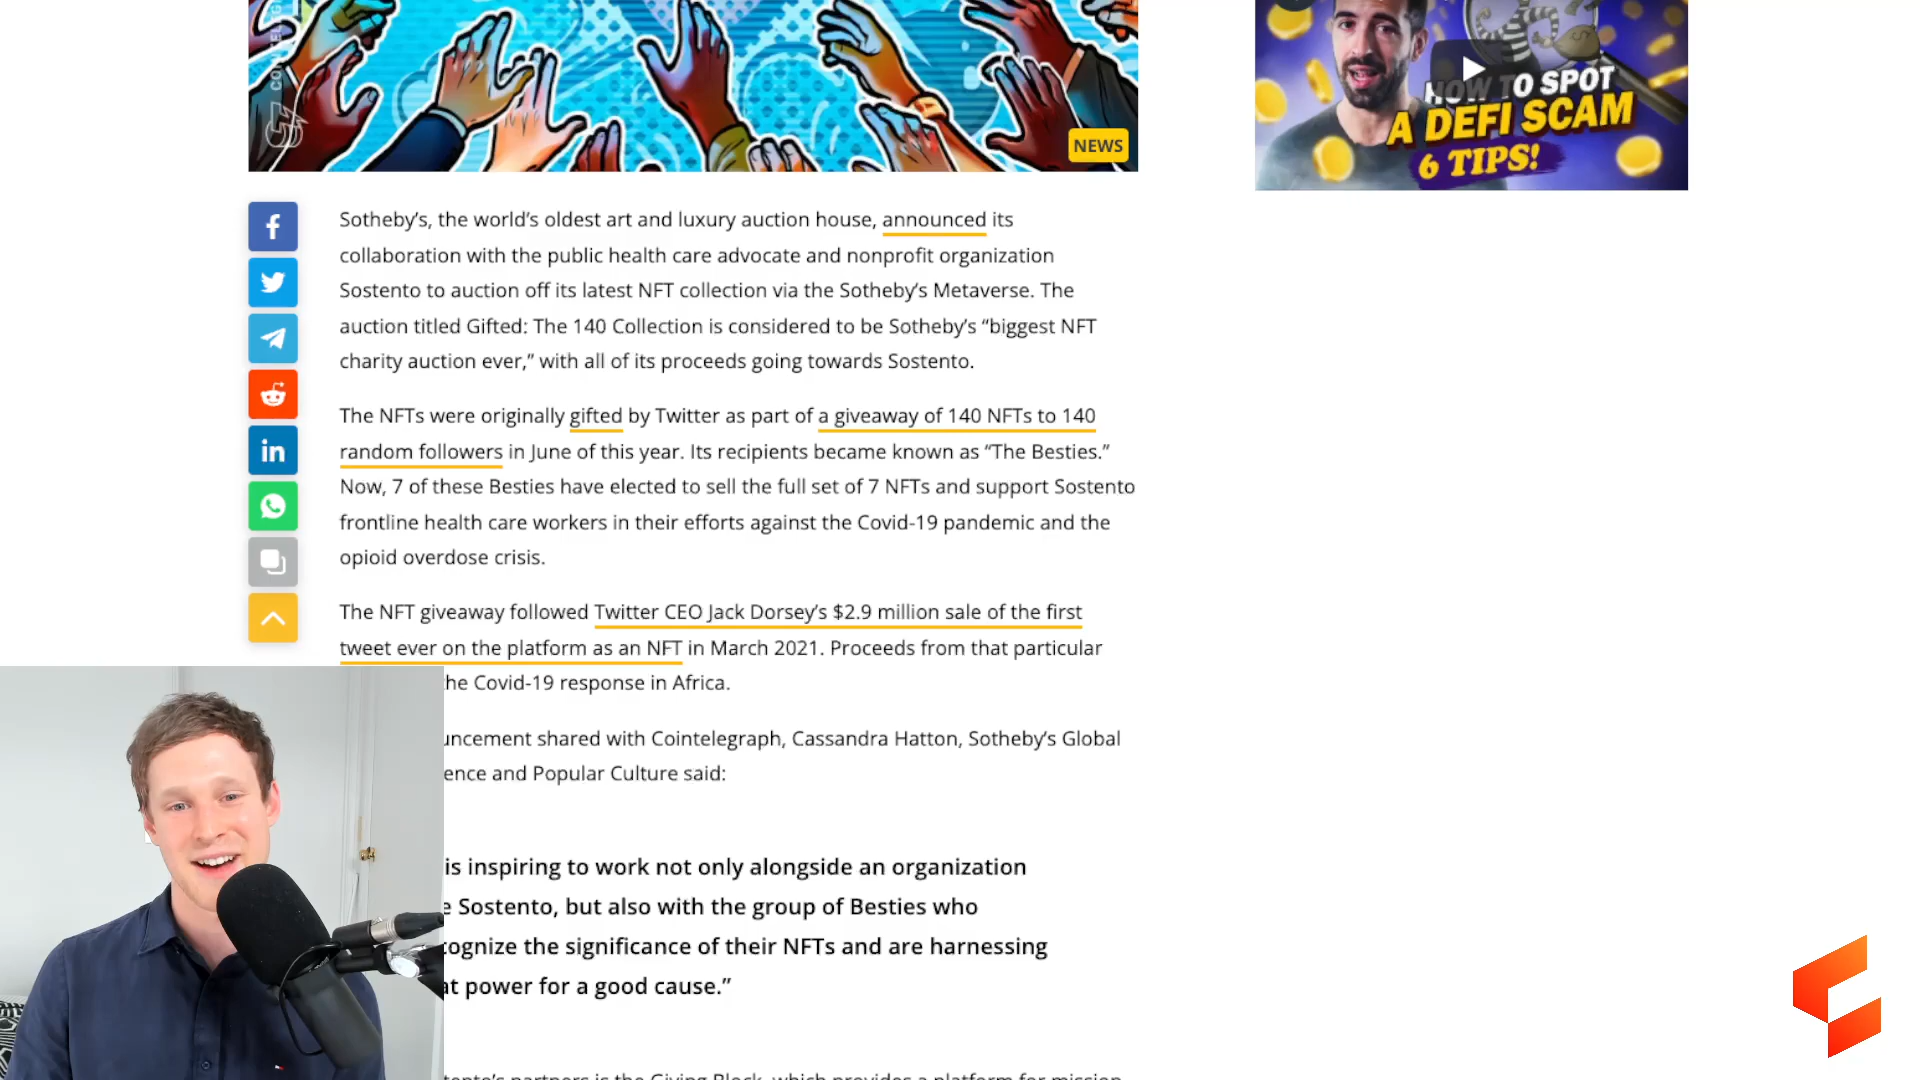 NEWS
HOW TO SPOT
A DEFI SCAM
6 TIPS!
Sotheby’s, the world’s oldest art and luxury auction house, announced its
collaboration with the public health care advocate and nonprofit organization
Sostento to auction off its latest NFT collection via the Sotheby’s Metaverse. The
auction titled Gifted: The 140 Collection is considered to be Sotheby’s “biggest NFT
charity auction ever,” with all of its proceeds going towards Sostento.
The NFTs were originally gifted by Twitter as part of a giveaway of 140 NFTs to 140
random followers in June of this year. Its recipients became known as “The Besties.”
Now, 7 of these Besties have elected to sell the full set of 7 NFTs and support Sostento
frontline health care workers in their efforts against the Covid-19 pandemic and the
opioid overdose crisis.
The NFT giveaway followed Twitter CEO Jack Dorsey’s $2.9 million sale of the first
tweet ever on the platform as an NFT in March 2021. Proceeds from that particular
he Covid-19 response in Africa.
uncement shared with Cointelegraph, Cassandra Hatton, Sotheby’s Global
ence and Popular Culture said:
is inspiring to work not only alongside an organization
e Sostento, but also with the group of Besties who
cognize the significance of their NFTs and are harnessing
at power for a good cause.”